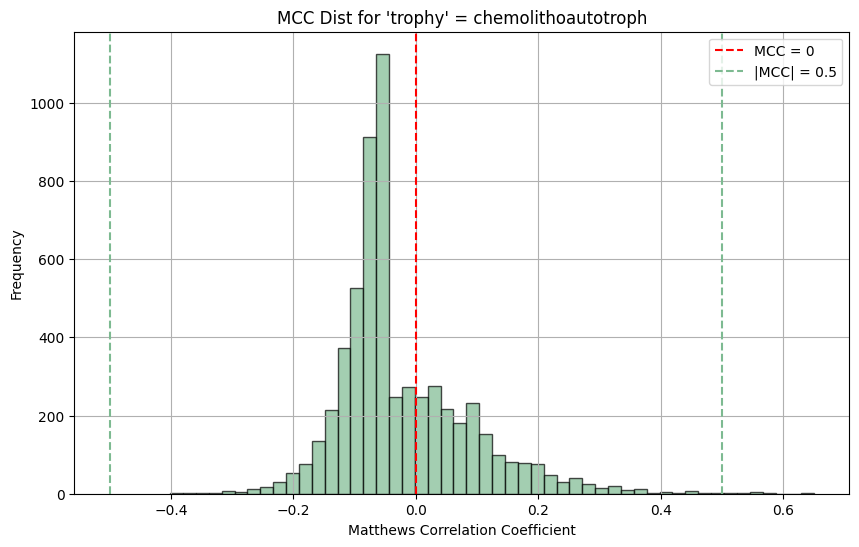 MCC Dist for 'trophy' = chemolithoautotroph
MCC = 0
|MCC| = 0.5
Frequency
1000
800
600
400
200
0
−0.4
−0.2
0.0
0.2
0.4
0.6
Matthews Correlation Coefficient